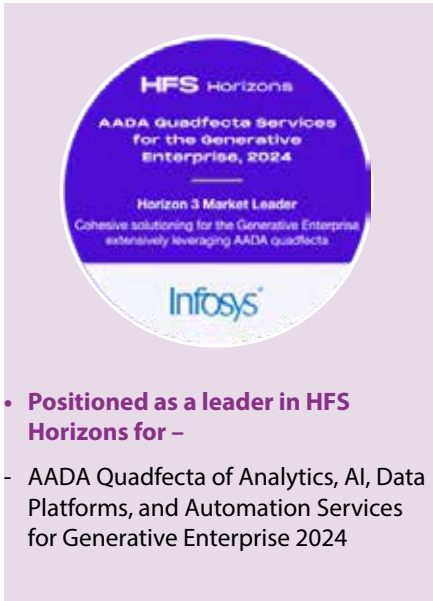 HFS Horizons
AADA Quadfecta Services
for the Generative
Enterprise, 2024
Horizon 3 Market Leader
Cohesive solutioning for the Generative Enterprise
extensively leveraging AADA quadfecta
Infosys
• Positioned as a leader in HFS
Horizons for –
- AADA Quadfecta of Analytics, AI, Data
Platforms, and Automation Services
for Generative Enterprise 2024